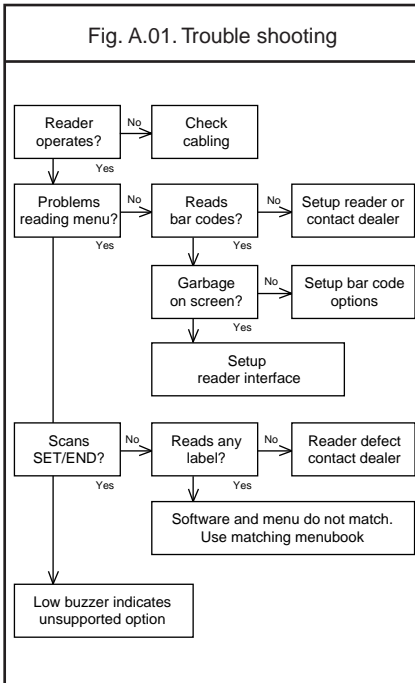 Fig. A.01. Trouble shooting
Reader
operates?
No
Check
cabling
Yes
Problems
reading menu?
No
Reads
bar codes?
No
Setup reader or
contact dealer
Yes
Yes
Garbage
on screen?
No
Setup bar code
options
Yes
Setup
reader interface
Scans
SET/END?
No
Reads any
label?
No
Reader defect
contact dealer
Yes
Yes
Software and menu do not match.
Use matching menubook
Low buzzer indicates
unsupported option